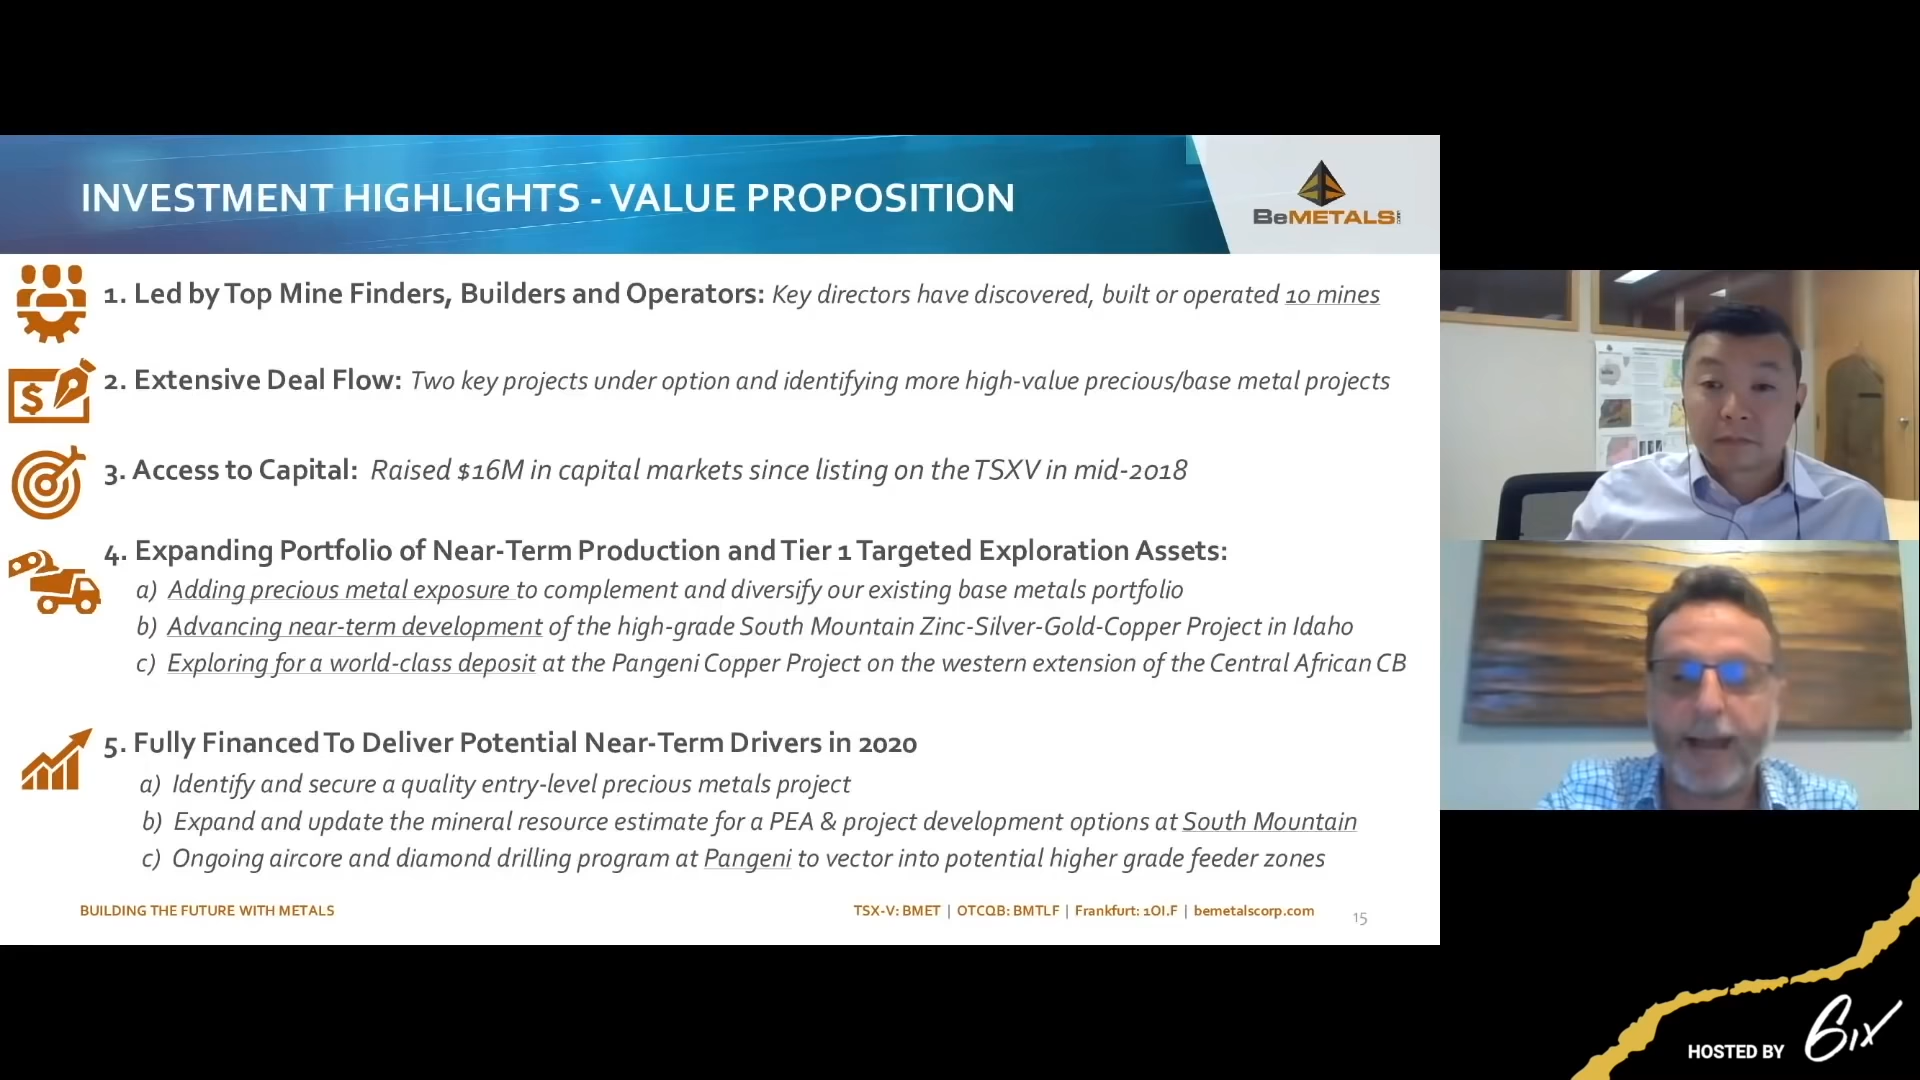 INVESTMENT HIGHLIGHTS - VALUE PROPOSITION
BeMETALS
1. Led by Top Mine Finders, Builders and Operators: Key directors have discovered, built or operated 10 mines
$
2. Extensive Deal Flow: Two key projects under option and identifying more high-value precious/base metal projects
3. Access to Capital: Raised $16M in capital markets since listing on the TSXV in mid-2018
4. Expanding Portfolio of Near-Term Production and Tier 1 Targeted Exploration Assets:
a) Adding precious metal exposure to complement and diversify our existing base metals portfolio
b) Advancing near-term development of the high-grade South Mountain Zinc-Silver-Gold-Copper Project in Idaho
c) Exploring for a world-class deposit at the Pangeni Copper Project on the western extension of the Central African CB
5. Fully Financed To Deliver Potential Near-Term Drivers in 2020
a) Identify and secure a quality entry-level precious metals project
b) Expand and update the mineral resource estimate for a PEA & project development options at South Mountain
c) Ongoing aircore and diamond drilling program at Pangeni to vector into potential higher grade feeder zones
BUILDING THE FUTURE WITH METALS
TSX-V: BMET | OTCQB: BMTLF | Frankfurt: 1OI.F | bemetalscorp.com
15
HOSTED BY 6ix